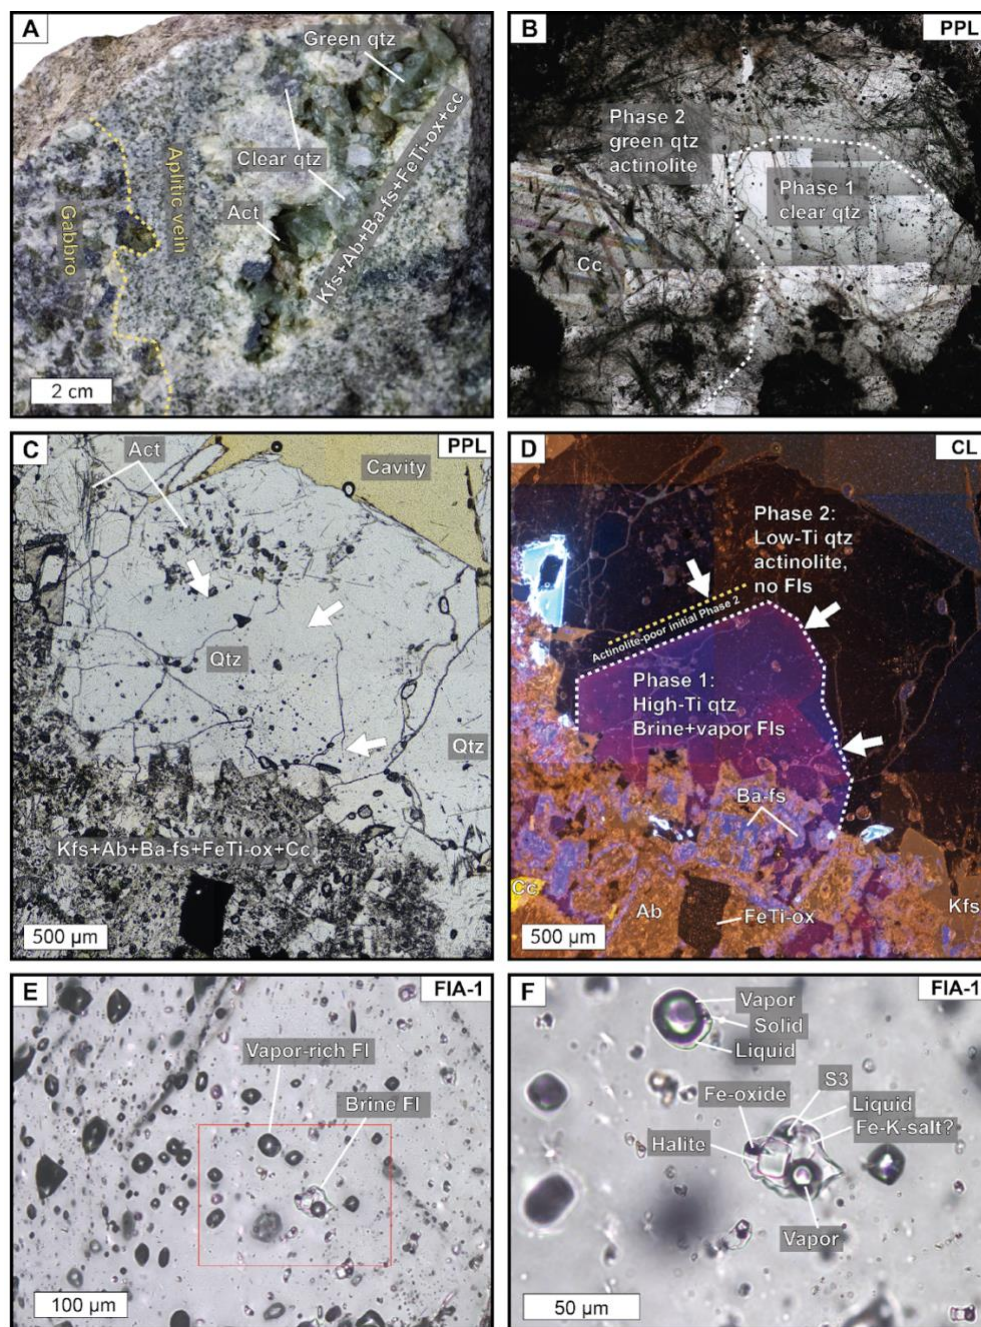 A
Green qtz
Clear qtz
Act
Kfs+Ab+Ba-fs+FeTi-ox+cc
Aplitic vein
Gabbro
2 cm
B
PPL
Phase 2
green qtz
actinolite
Phase 1
clear qtz
Cc
C
PPL
Act
Cavity
Qtz
Qtz
Kfs+Ab+Ba-fs+FeTi-ox+Cc
500 µm
D
CL
Phase 2:
Low-Ti qtz
actinolite,
no FIs
Actinolite-poor initial Phase 2
Phase 1:
High-Ti qtz
Brine+vapor FIs
Ba-fs
Cc
Ab
FeTi-ox
Kfs
500 µm
E
FIA-1
Vapor-rich FI
Brine FI
100 µm
F
FIA-1
Vapor
Solid
Liquid
S3
Fe-oxide
Liquid
Fe-K-salt?
Halite
Vapor
50 µm